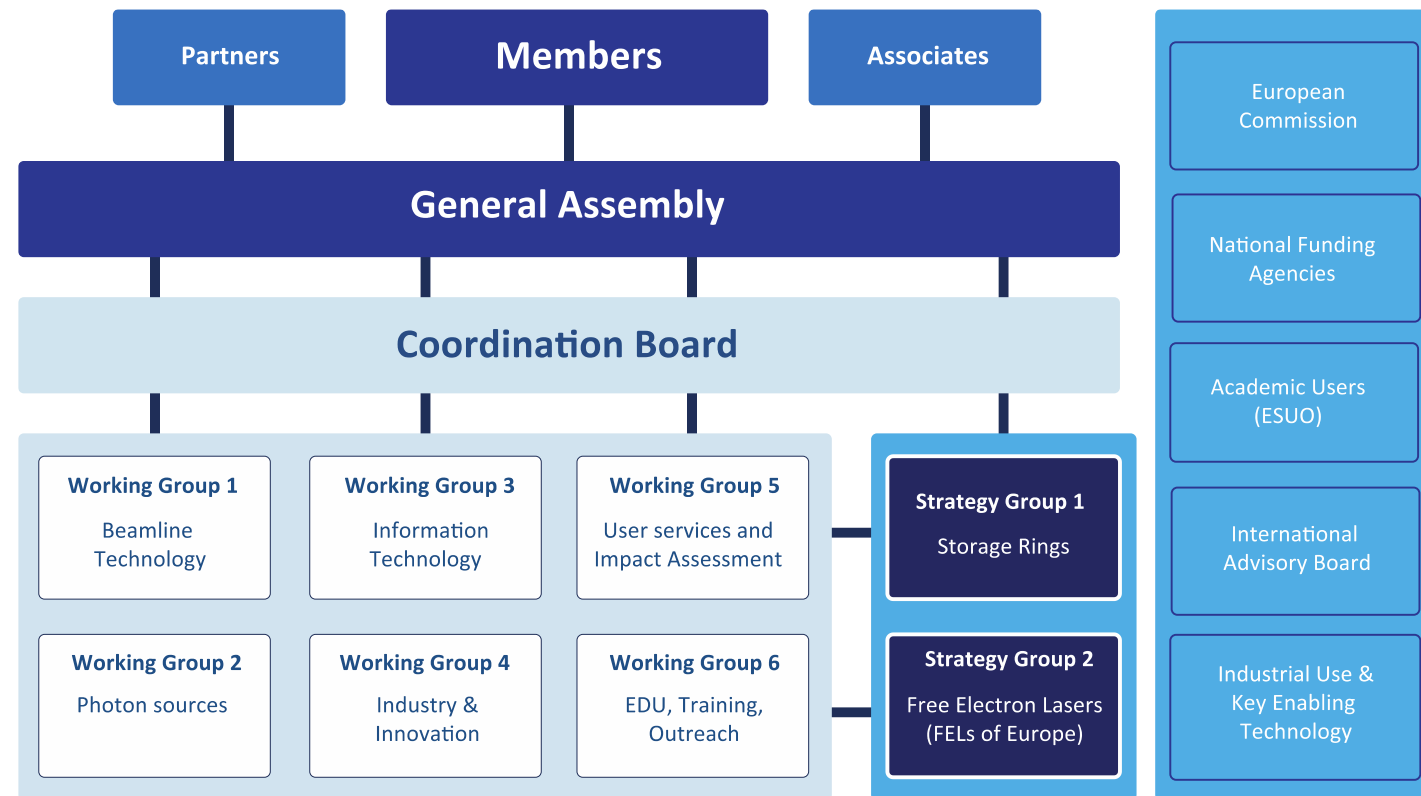 Partners
Members
Associates
General Assembly
Coordination Board
Working Group 1
Beamline
Technology
Working Group 3
Information
Technology
Working Group 5
User services and
Impact Assessment
Strategy Group 1
Storage Rings
Working Group 2
Photon sources
Working Group 4
Industry &
Innovation
Working Group 6
EDU, Training,
Outreach
Strategy Group 2
Free Electron Lasers
(FELs of Europe)
European
Commission
National Funding
Agencies
Academic Users
(ESUO)
International
Advisory Board
Industrial Use &
Key Enabling
Technology